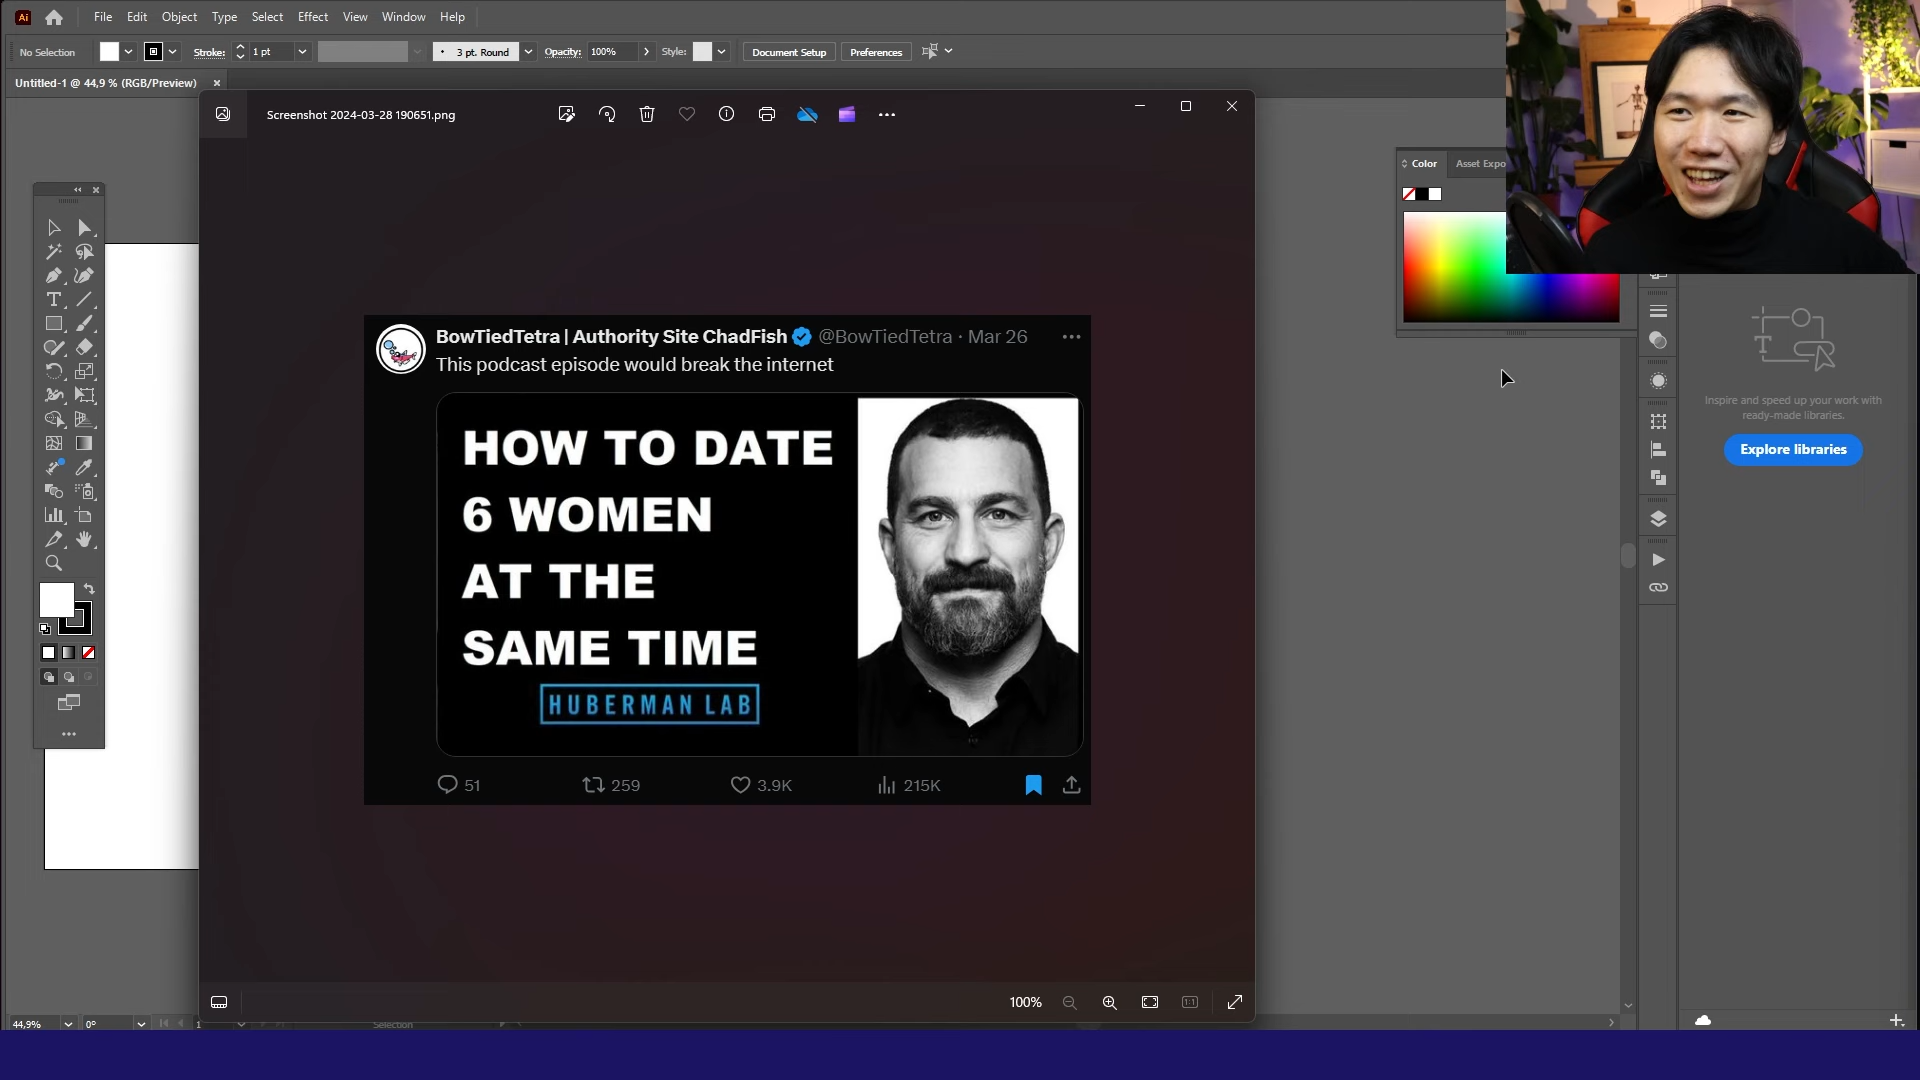 Ai
File Edit Object Type Select Effect View Window Help
No Selection
Stroke: 1 pt
3 pt. Round
Opacity: 100%
Style:
Document Setup
Preferences
Untitled-1 @ 44,9 % (RGB/Preview)
Screenshot 2024-03-28 190651.png
Color
Asset Expo
BowTiedTetra | Authority Site ChadFish @BowTiedTetra · Mar 26
This podcast episode would break the internet
HOW TO DATE
6 WOMEN
AT THE
SAME TIME
HUBERMAN LAB
51 259 3.9K 215K
Inspire and speed up your work with
ready-made libraries.
Explore libraries
100%
1:1
44,9%
0°
1
Selection